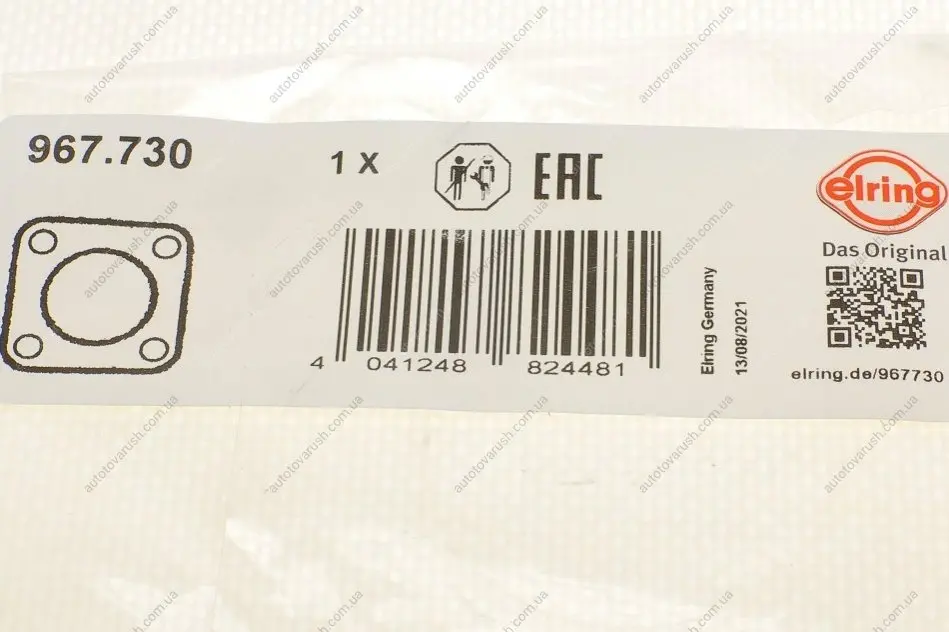 967.730
1 X
EAC
elring
Das Original
4 041248 824481
Elring Germany
13/08/2021
elring.de/967730
autotovarush.com.ua